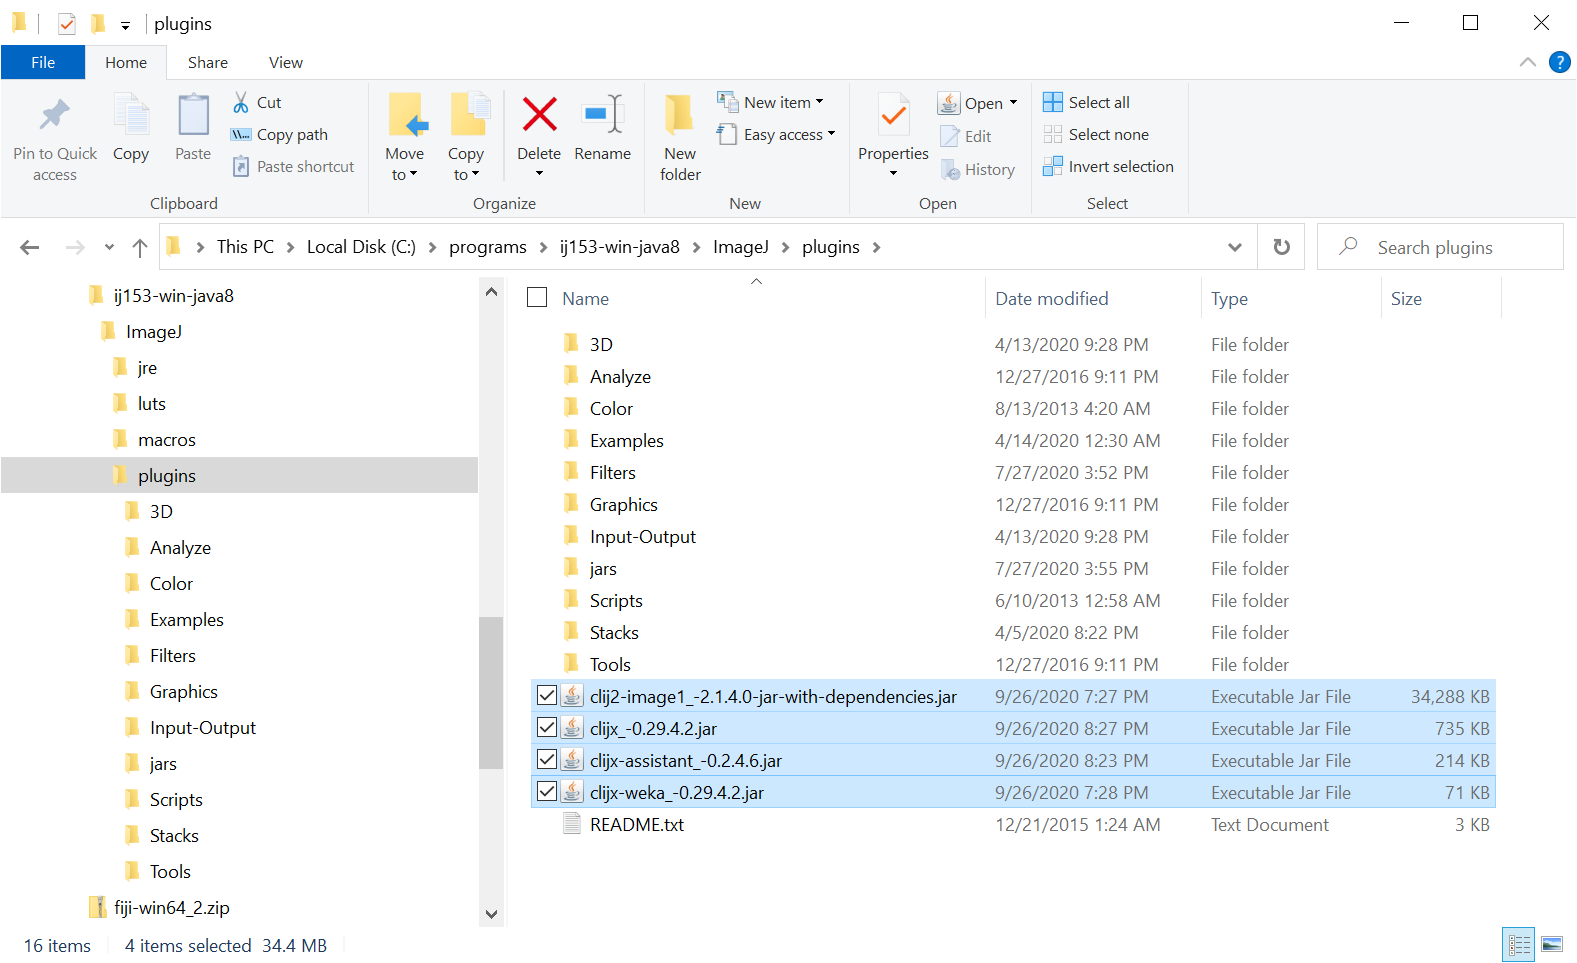 plugins
File Home Share View
?
Pin to Quick access
Copy
Paste
Cut
Copy path
Paste shortcut
Clipboard
Move to
Copy to
Delete
Rename
Organize
New folder
New item
Easy access
New
Properties
Open
Edit
History
Open
Select all
Select none
Invert selection
Select
This PC > Local Disk (C:) > programs > ij153-win-java8 > ImageJ > plugins >
Search plugins
ij153-win-java8
ImageJ
jre
luts
macros
plugins
3D
Analyze
Color
Examples
Filters
Graphics
Input-Output
jars
Scripts
Stacks
Tools
fiji-win64_2.zip
Name Date modified Type Size
3D 4/13/2020 9:28 PM File folder
Analyze 12/27/2016 9:11 PM File folder
Color 8/13/2013 4:20 AM File folder
Examples 4/14/2020 12:30 AM File folder
Filters 7/27/2020 3:52 PM File folder
Graphics 12/27/2016 9:11 PM File folder
Input-Output 4/13/2020 9:28 PM File folder
jars 7/27/2020 3:55 PM File folder
Scripts 6/10/2013 12:58 AM File folder
Stacks 4/5/2020 8:22 PM File folder
Tools 12/27/2016 9:11 PM File folder
clij2-image1_-2.1.4.0-jar-with-dependencies.jar 9/26/2020 7:27 PM Executable Jar File 34,288 KB
clijx_-0.29.4.2.jar 9/26/2020 8:27 PM Executable Jar File 735 KB
clijx-assistant_-0.2.4.6.jar 9/26/2020 8:23 PM Executable Jar File 214 KB
clijx-weka_-0.29.4.2.jar 9/26/2020 7:28 PM Executable Jar File 71 KB
README.txt 12/21/2015 1:24 AM Text Document 3 KB
16 items 4 items selected 34.4 MB